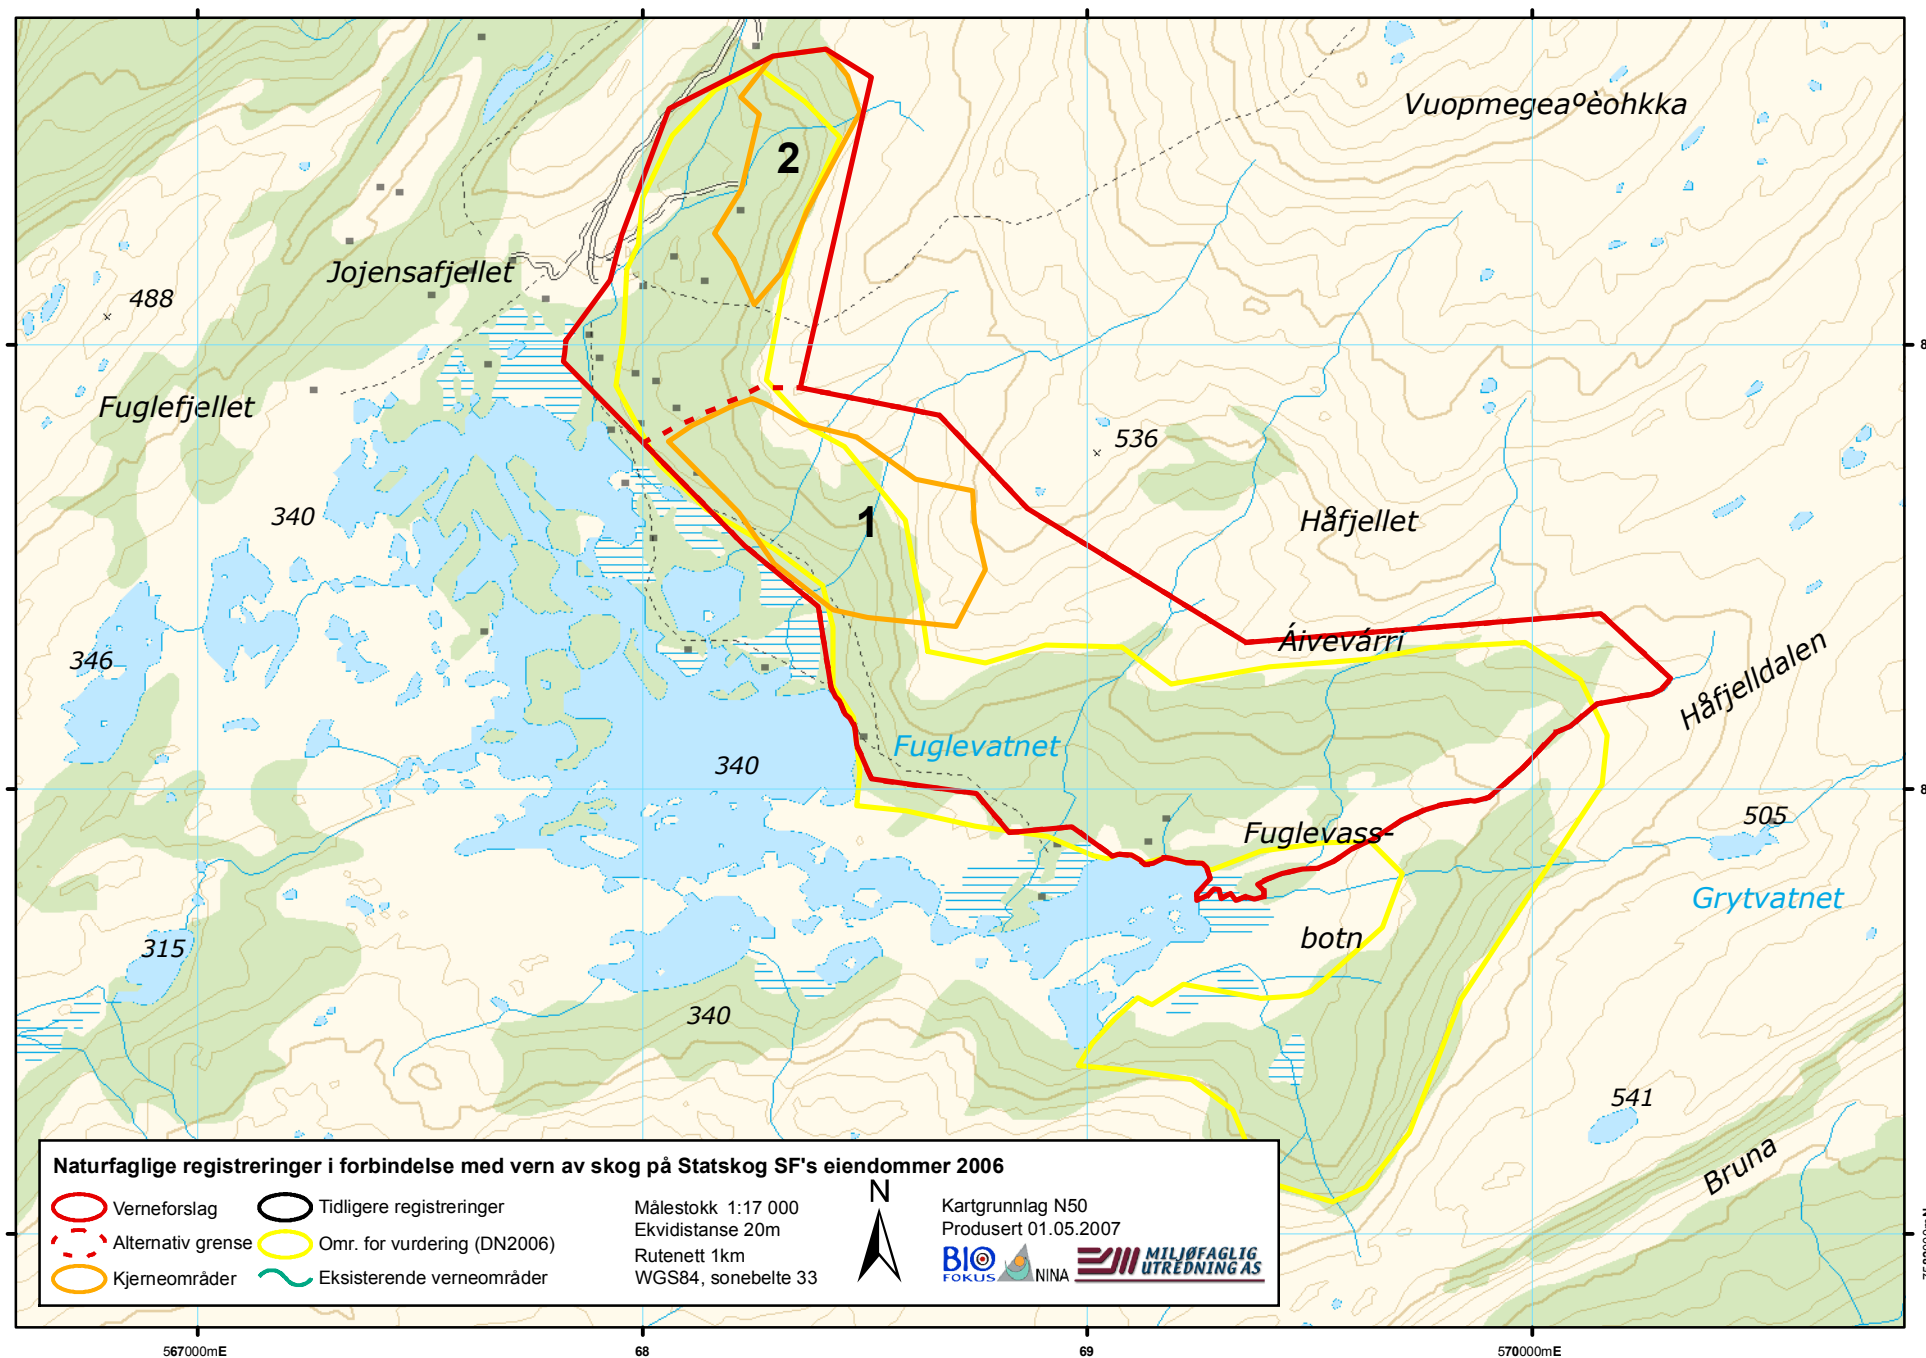 Vuopmegeaºèohkka
2
Jojensafjellet
488
Fuglefjellet
536
340
1
Håfjellet
Áivevárri
346
Håfjelldalen
Fuglevatnet
340
505
Fuglevass-
Grytvatnet
botn
315
340
541
Bruna
8
8
Naturfaglige registreringer i forbindelse med vern av skog på Statskog SF's eiendommer 2006
Verneforslag
Alternativ grense
Kjerneområder
Tidligere registreringer
Omr. for vurdering (DN2006)
Eksisterende verneområder
Målestokk 1:17 000
Ekvidistanse 20m
Rutenett 1km
WGS84, sonebelte 33
N
Kartgrunnlag N50
Produsert 01.05.2007
BIO
FOKUS
NINA
MILJØFAGLIG
UTREDNING AS
567000mE
68
69
570000mE